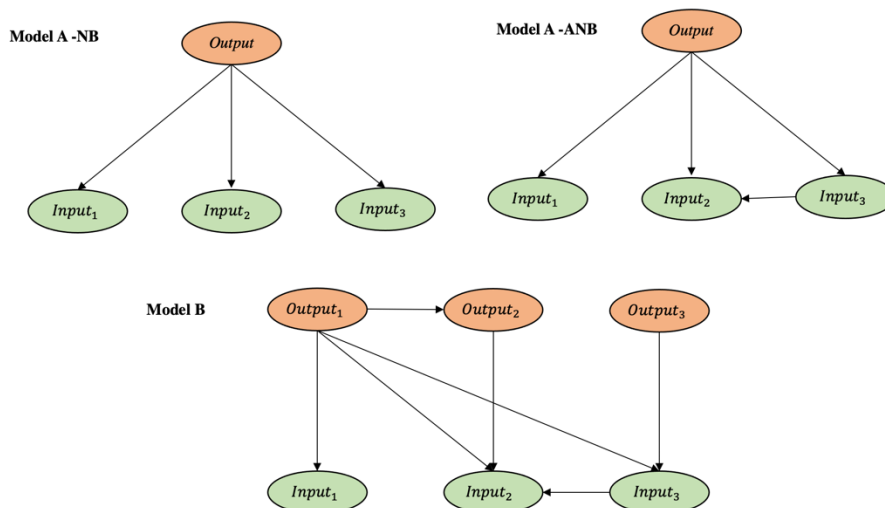 Model A -NB
Output
Input₁
Input₂
Input₃
Model A -ANB
Output
Input₁
Input₂
Input₃
Model B
Output₁
Output₂
Output₃
Input₁
Input₂
Input₃